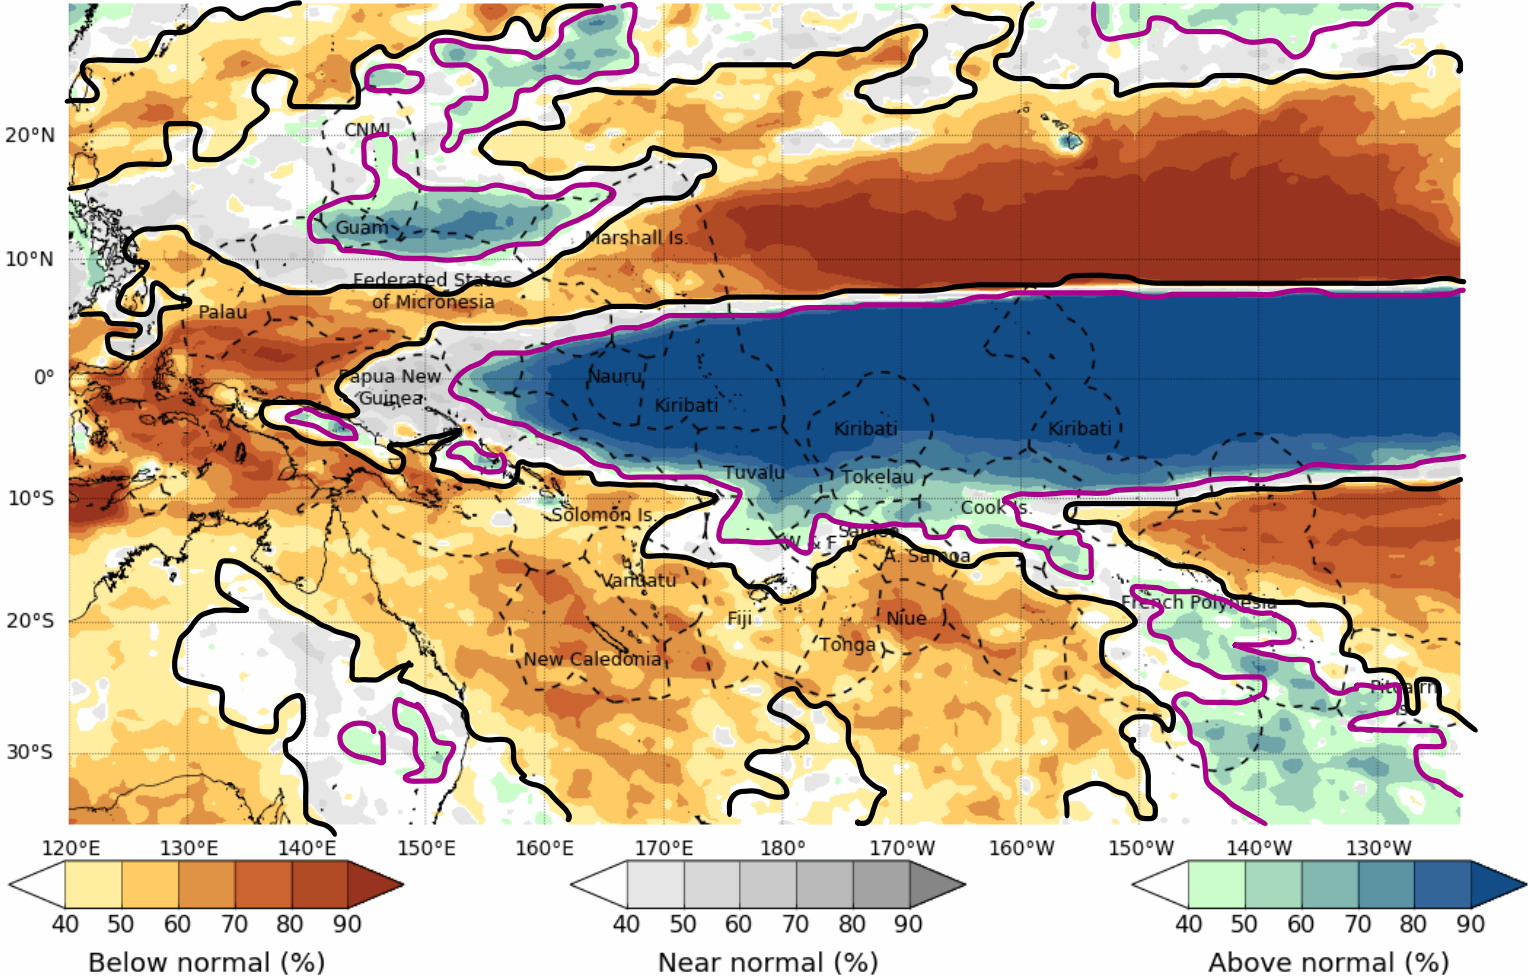 20°N
10°N
0°
10°S
20°S
30°S
CNMI
Guam
Marshall Is.
Federated States
of Micronesia
Palau
Papua New
Guinea
Nauru
Kiribati
Kiribati
Kiribati
Tuvalu
Tokelau
Solomon Is.
Cook Is.
W. & F.
Samoa
A. Samoa
Vanuatu
Fiji
Niue
Tonga
New Caledonia
French Polynesia
Pitcairn
Is.
120°E 130°E 140°E 150°E 160°E 170°E 180° 170°W 160°W 150°W 140°W 130°W
40 50 60 70 80 90
Below normal (%)
40 50 60 70 80 90
Near normal (%)
40 50 60 70 80 90
Above normal (%)